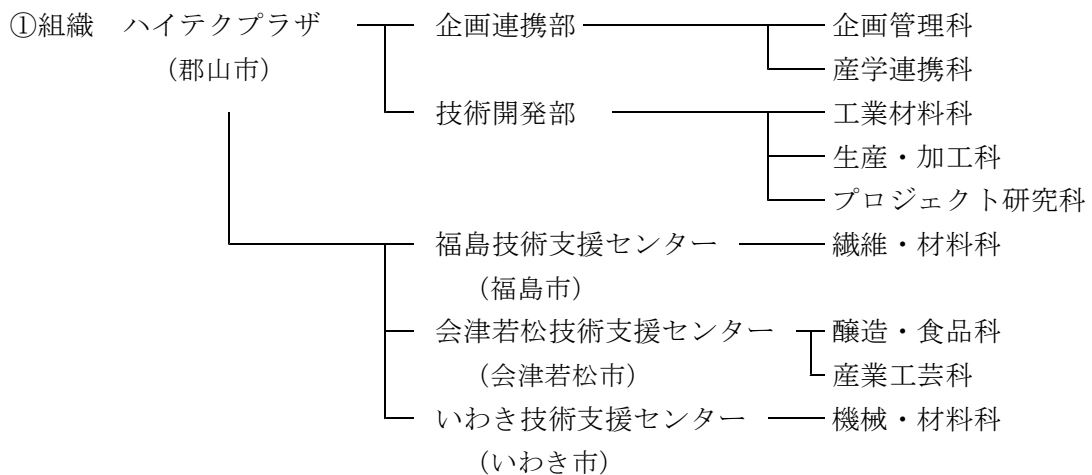 ①組織　ハイテクプラザ　企画連携部　企画管理科
（郡山市）　産学連携科
技術開発部　工業材料科
生産・加工科
プロジェクト研究科
福島技術支援センター　繊維・材料科
（福島市）
会津若松技術支援センター　醸造・食品科
（会津若松市）　産業工芸科
いわき技術支援センター　機械・材料科
（いわき市）